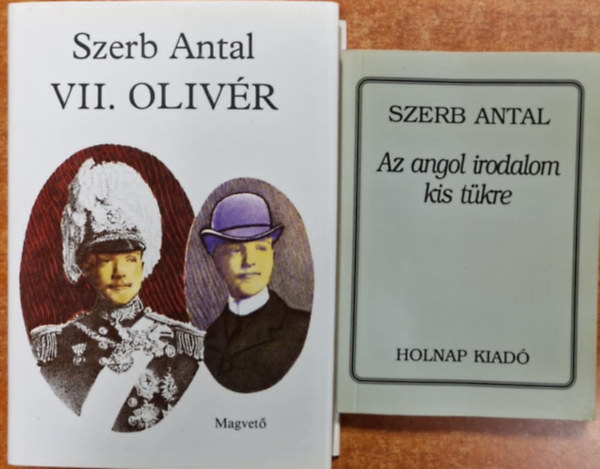 Szerb Antal
VII. OLIVÉR
Magvető
SZERB ANTAL
Az angol irodalom
kis tükre
HOLNAP KIADÓ